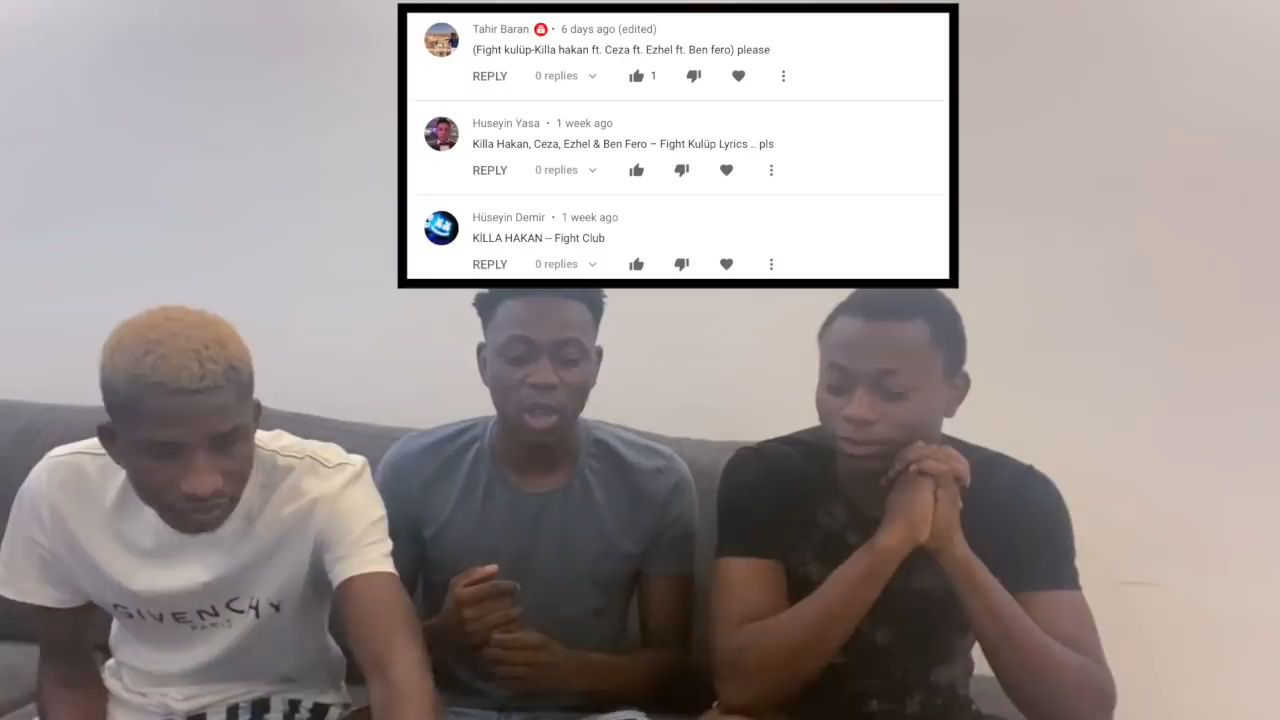 Tahir Baran • 6 days ago (edited)
(Fight kulüp-Killa hakan ft. Ceza ft. Ezhel ft. Ben fero) please
REPLY 0 replies 1
Huseyin Yasa • 1 week ago
Killa Hakan, Ceza, Ezhel & Ben Fero – Fight Kulüp Lyrics .. pls
REPLY 0 replies
Hüseyin Demir • 1 week ago
KİLLA HAKAN -- Fight Club
REPLY 0 replies
GIVENCHY
PARIS